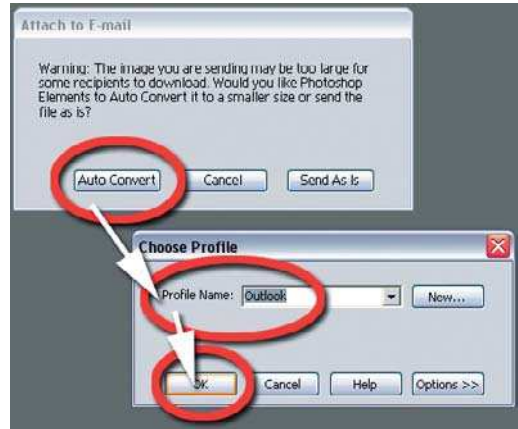 Attach to E-mail
Warning: The image you are sending may be too large for
some recipients to download. Would you like Photoshop
Elements to Auto Convert it to a smaller size or send the
file as is?
Auto Convert Cancel Send As Is
Choose Profile
Profile Name: Outlook New...
OK Cancel Help Options >>